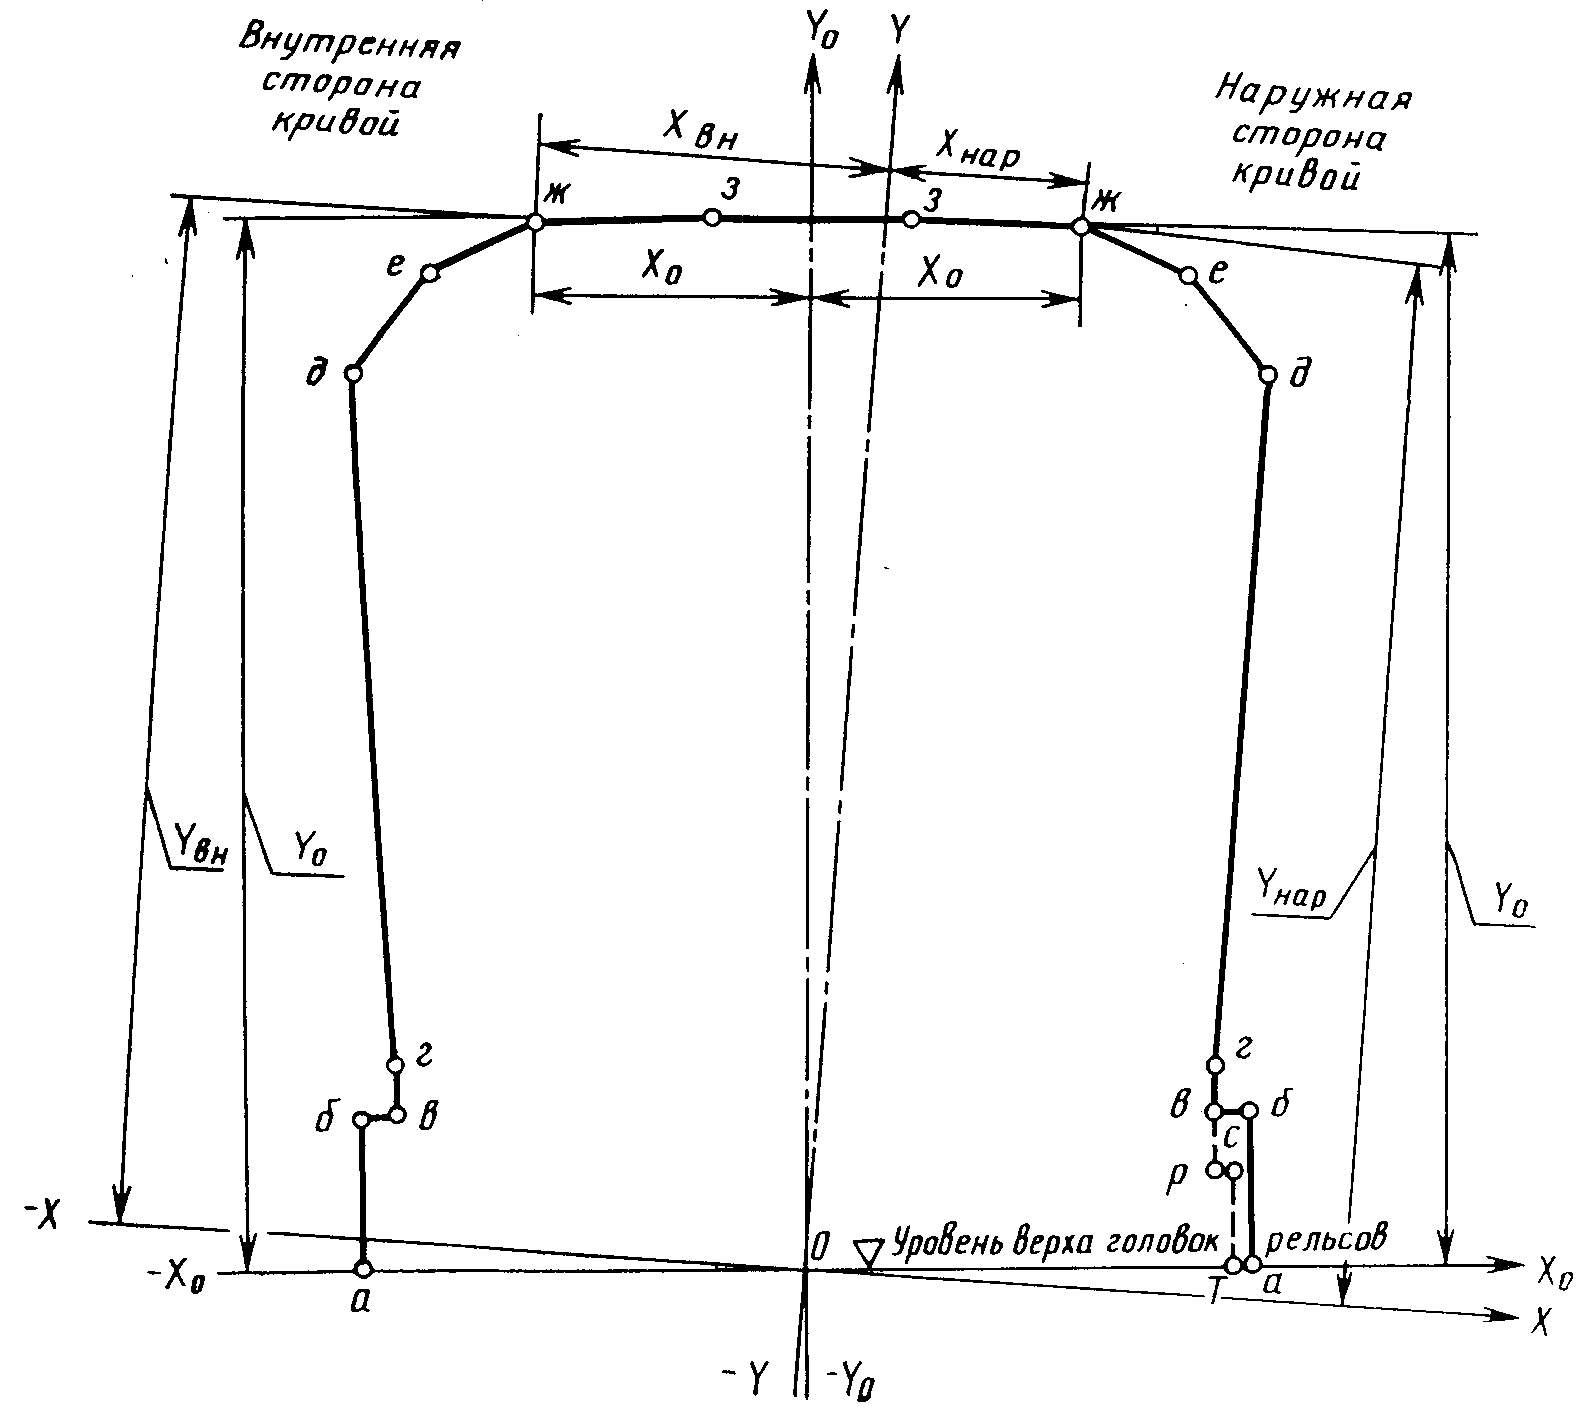 Внутренняя
сторона
кривой
Y₀
Y
Наружная
сторона
кривой
X вн
X нар
ж
з
з
ж
е
X₀
X₀
е
д
д
Yвн
Y₀
Yнар
Y₀
г
г
б
в
в
б
с
р
-X
0
Уровень верха головок рельсов
-X₀
X₀
а
Т
а
X
-Y
-Y₀